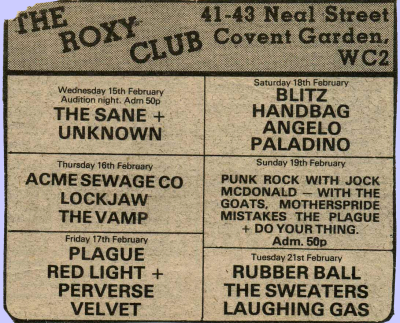 THE ROXY CLUB
41-43 Neal Street
Covent Garden,
WC2
Wednesday 15th February
Audition night. Adm 50p
THE SANE +
UNKNOWN
Thursday 16th February
ACME SEWAGE CO
LOCKJAW
THE VAMP
Friday 17th February
PLAGUE
RED LIGHT +
PERVERSE
VELVET
Saturday 18th February
BLITZ
HANDBAG
ANGELO
PALADINO
Sunday 19th February
PUNK ROCK WITH JOCK
MCDONALD — WITH THE
GOATS, MOTHERSPRIDE
MISTAKES THE PLAGUE
+ DO YOUR THING.
Adm. 50p
Tuesday 21st February
RUBBER BALL
THE SWEATERS
LAUGHING GAS